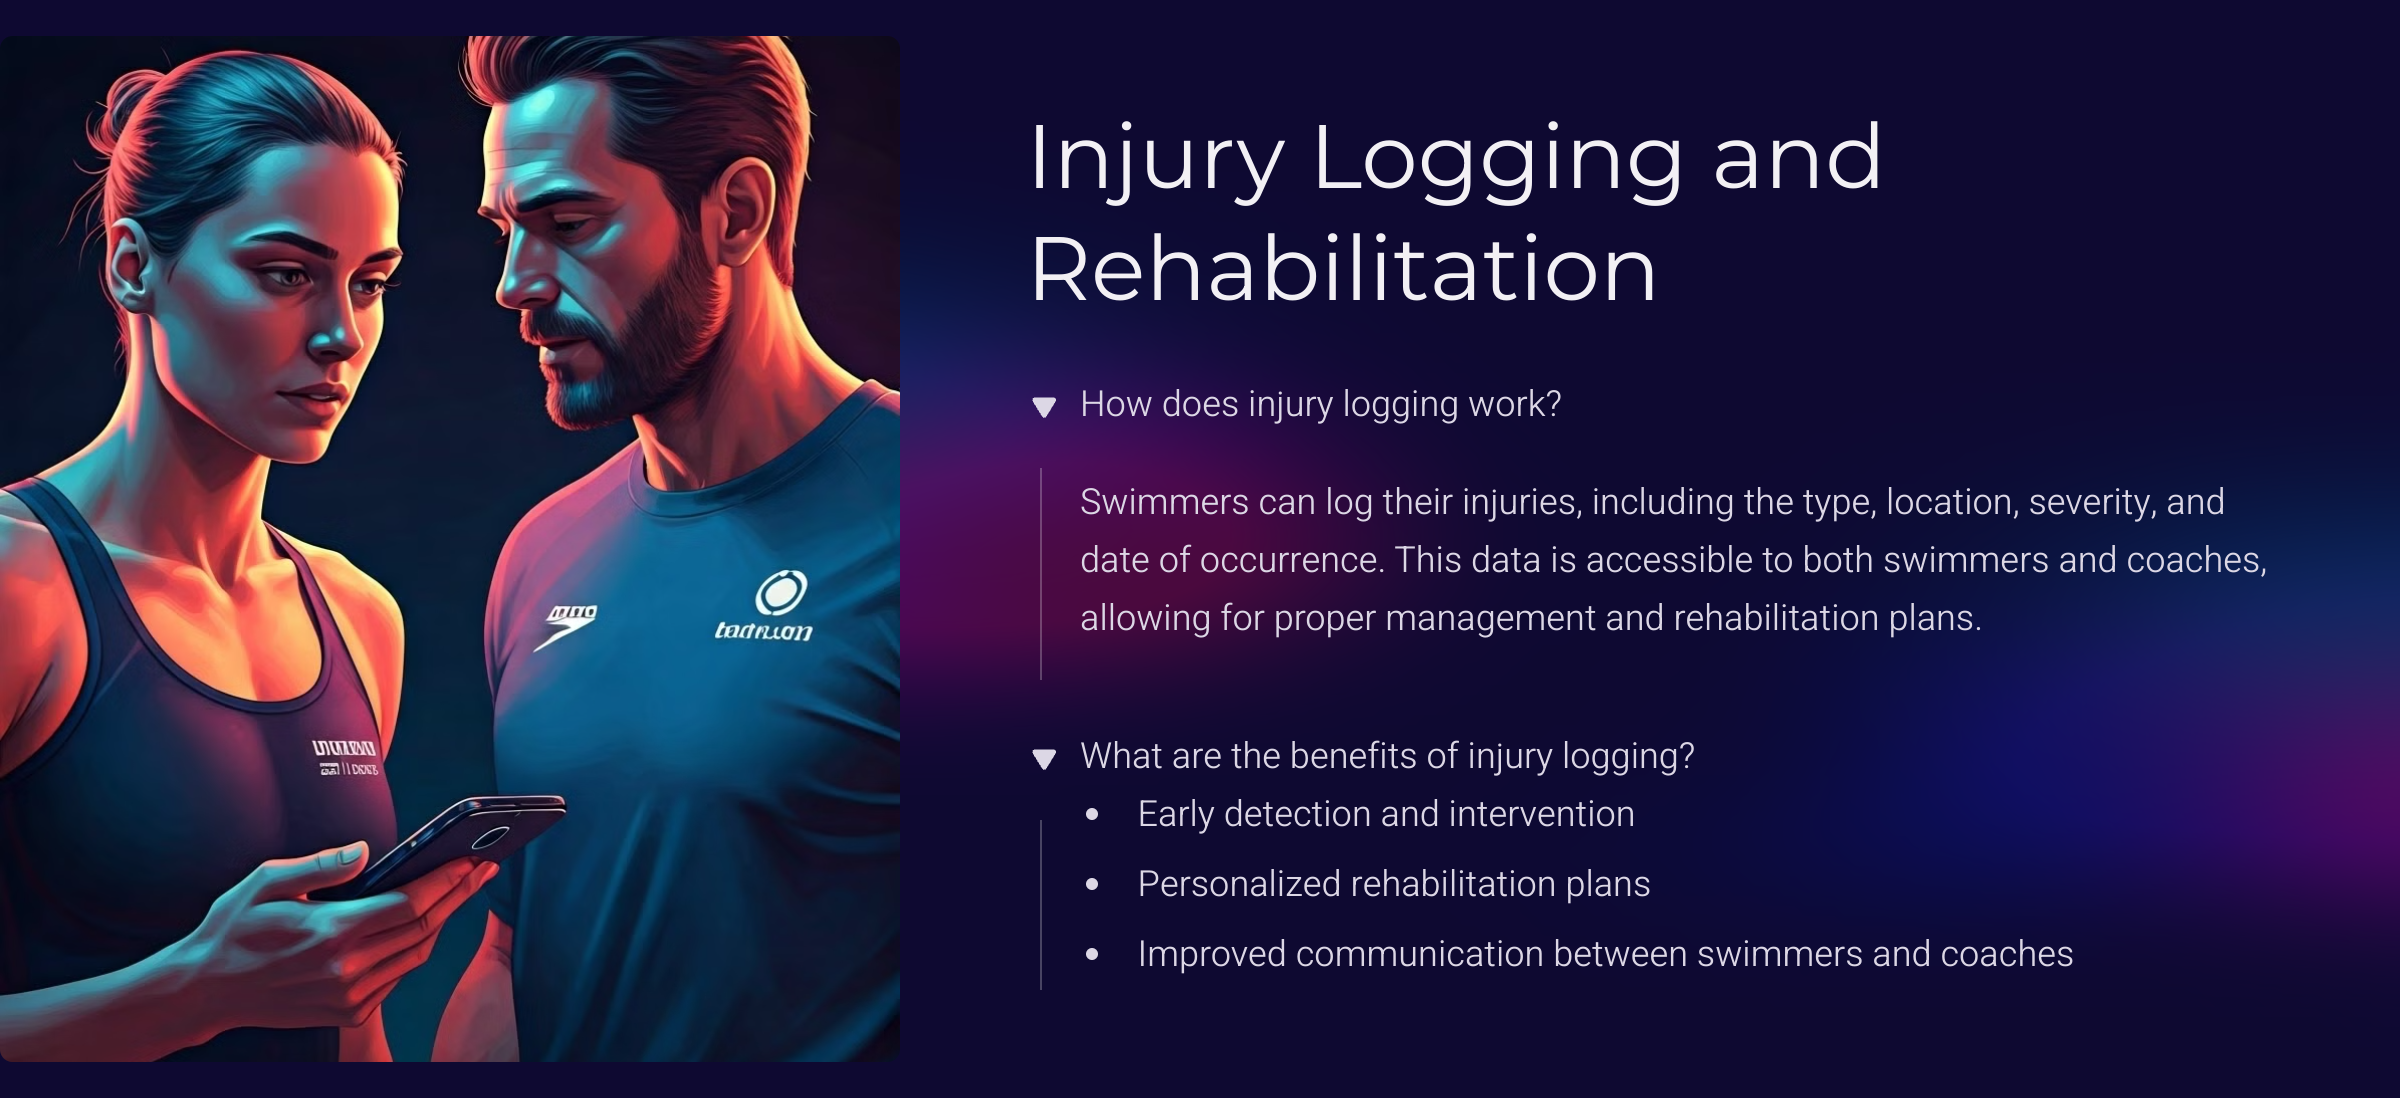 Injury Logging and
Rehabilitation
How does injury logging work?
Swimmers can log their injuries, including the type, location, severity, and
date of occurrence. This data is accessible to both swimmers and coaches,
allowing for proper management and rehabilitation plans.
What are the benefits of injury logging?
Early detection and intervention
Personalized rehabilitation plans
Improved communication between swimmers and coaches